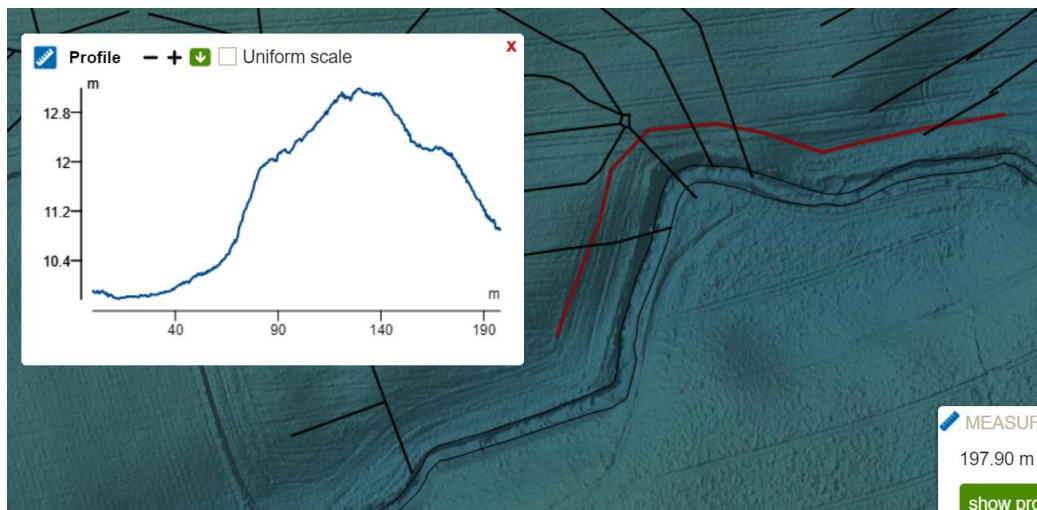 Profile − + Uniform scale x
m
12.8
12
11.2
10.4
m
40 90 140 190
MEASUR
197.90 m
show pro